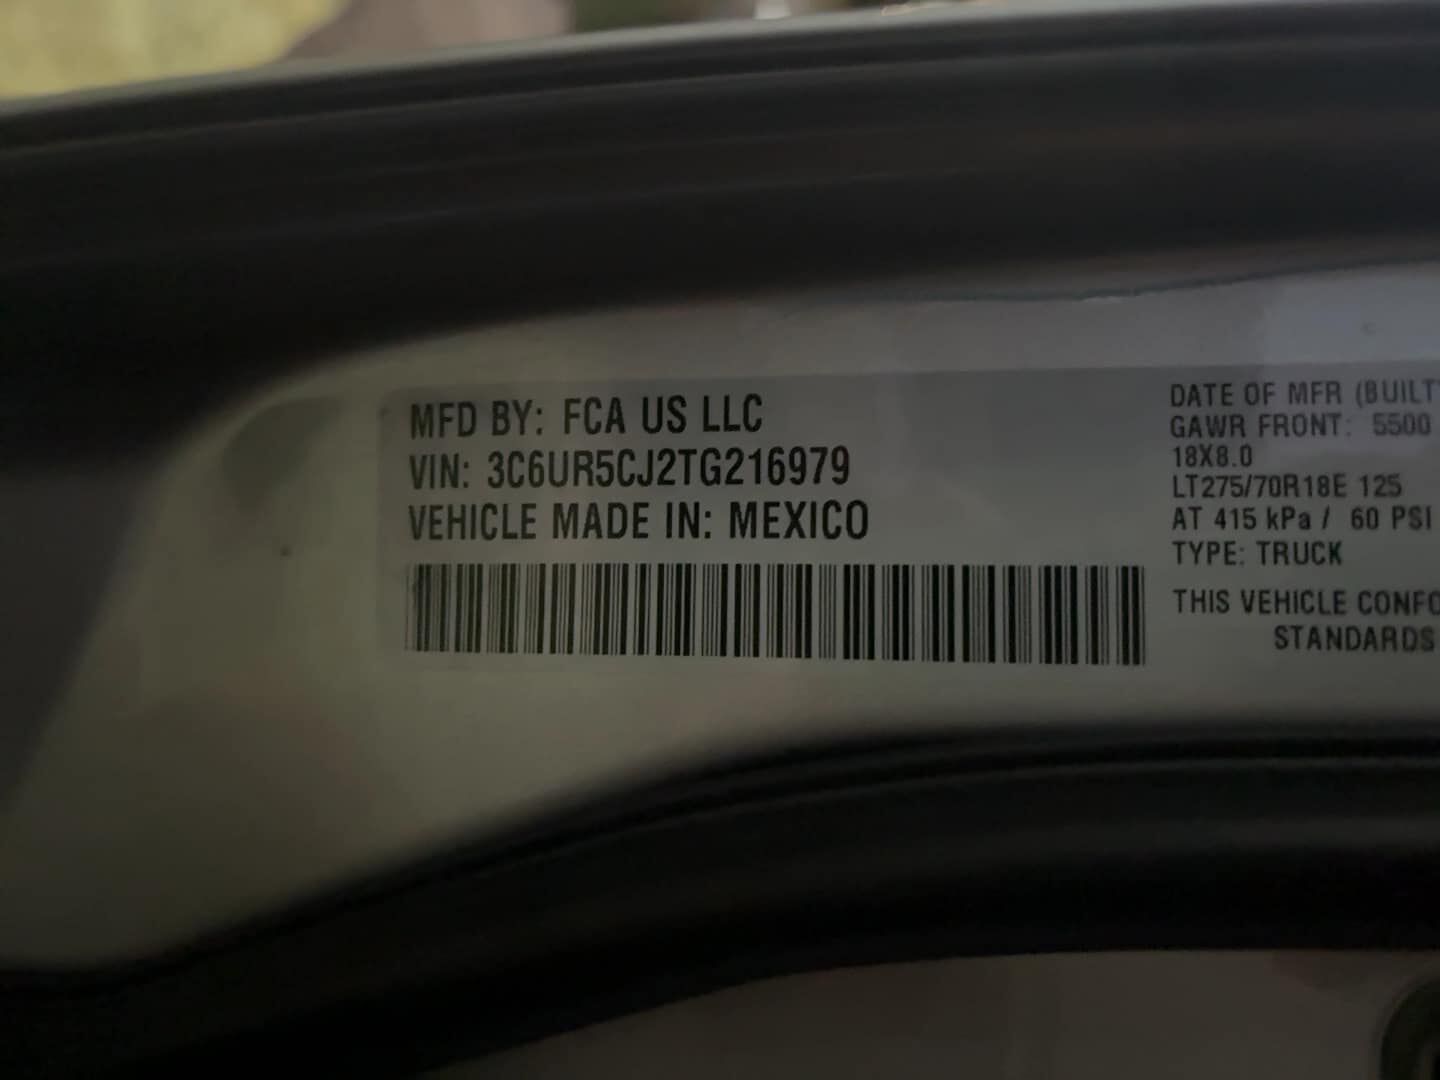 MFD BY: FCA US LLC
VIN: 3C6UR5CJ2TG216979
VEHICLE MADE IN: MEXICO
DATE OF MFR (BUILT
GAWR FRONT: 5500
18X8.0
LT275/70R18E 125
AT 415 kPa / 60 PSI
TYPE: TRUCK
THIS VEHICLE CONFO
STANDARDS